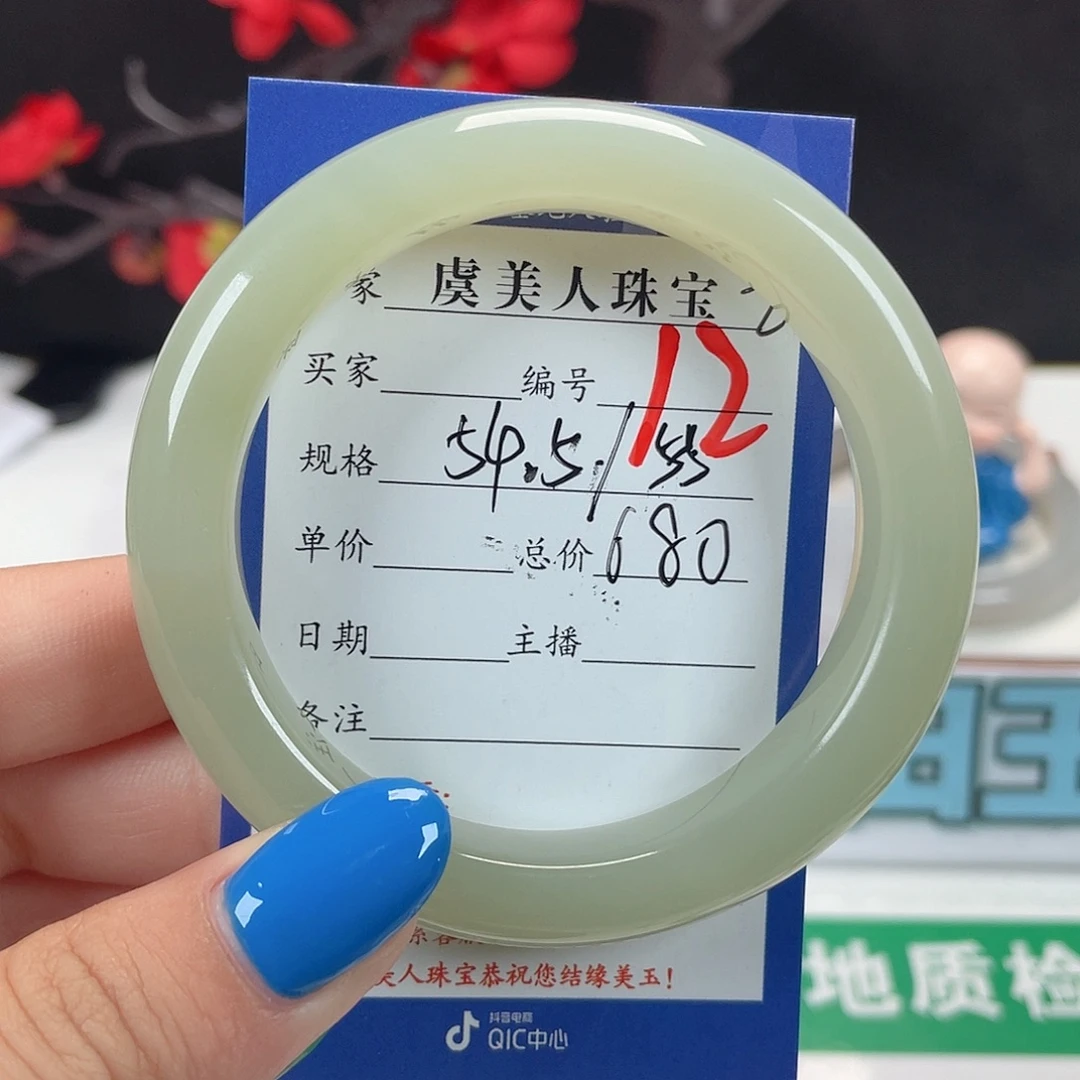 家 虞美人珠宝
买家 编号 12
规格 54.5/55
单价 总价 680
日期 主播
备注
美人珠宝恭祝您结缘美玉！
抖音电商
QIC中心
地质检